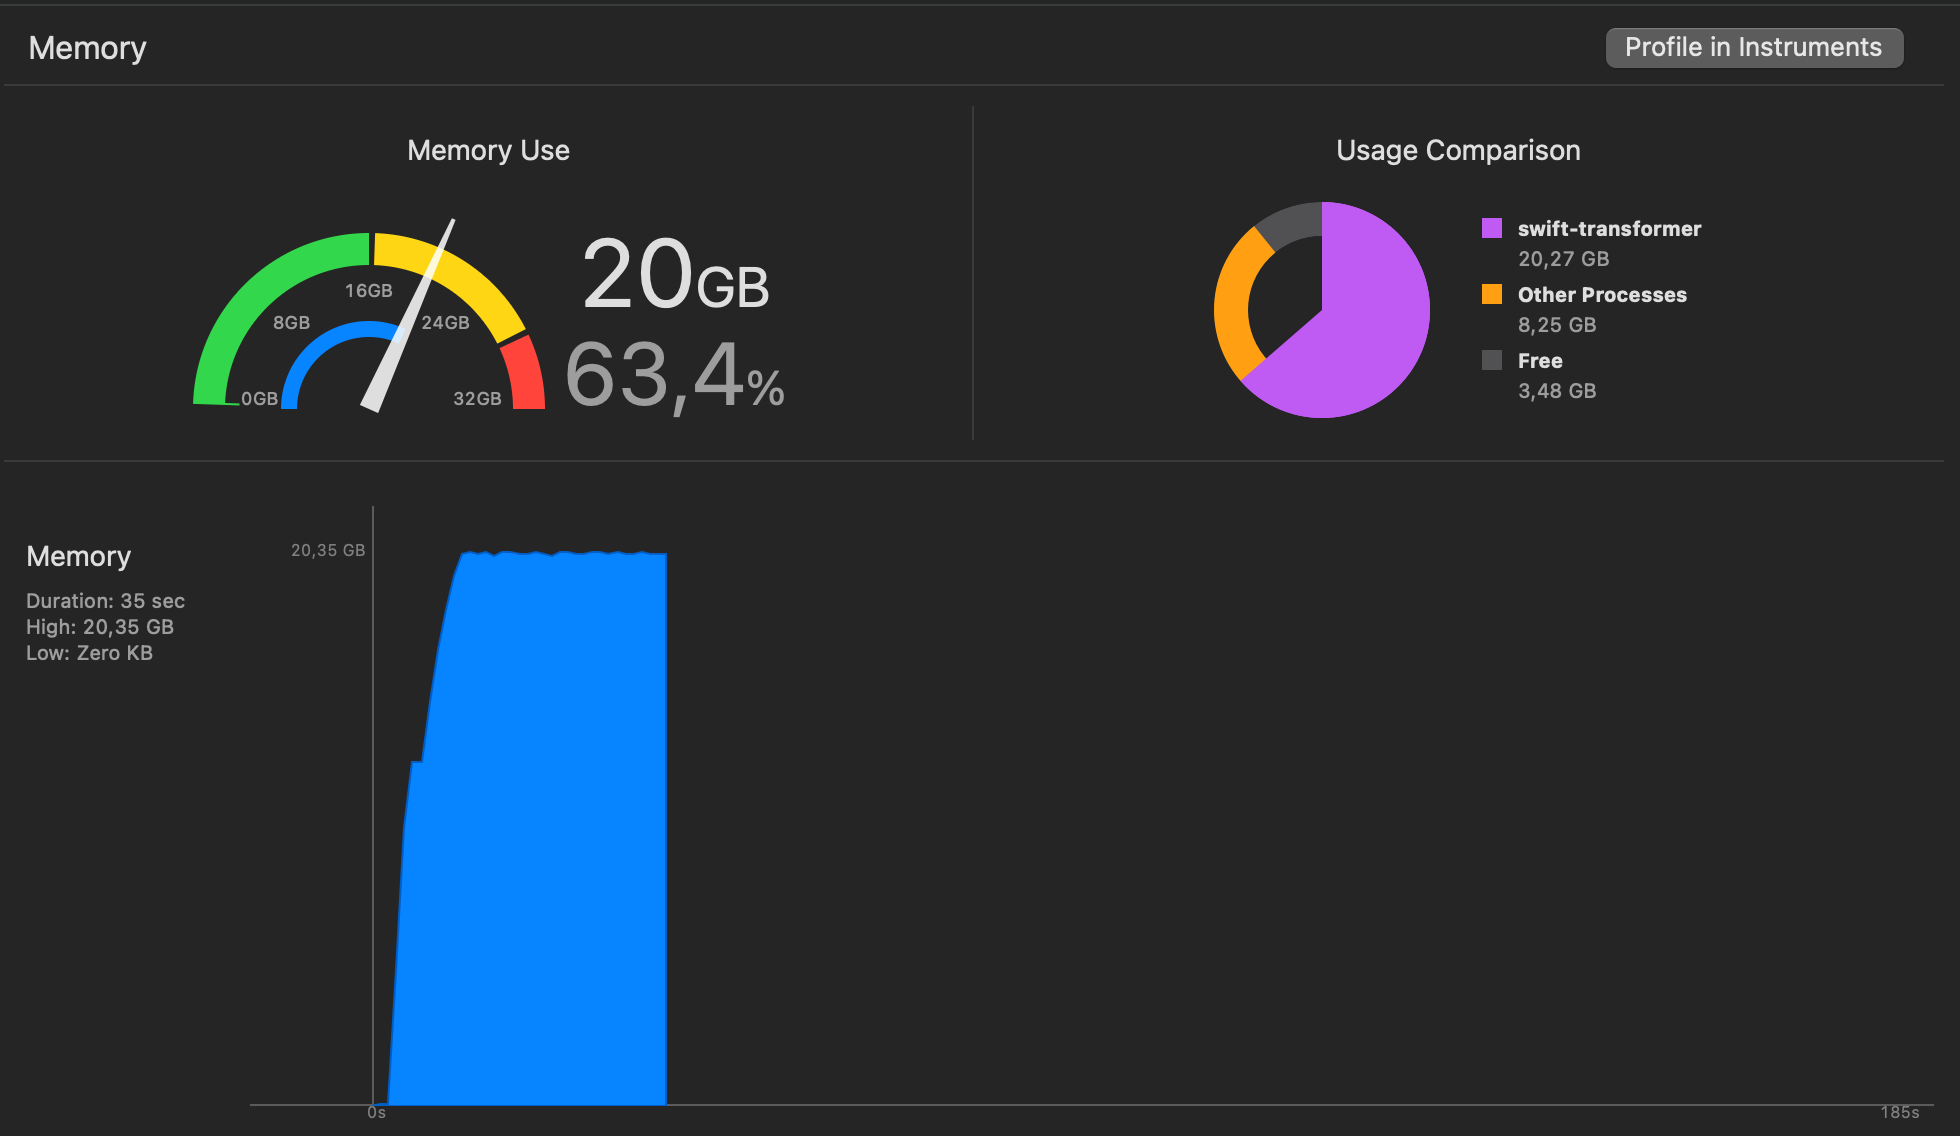 Memory
Profile in Instruments
Memory Use
Usage Comparison
20GB
63,4%
0GB
8GB
16GB
24GB
32GB
swift-transformer
20,27 GB
Other Processes
8,25 GB
Free
3,48 GB
Memory
Duration: 35 sec
High: 20,35 GB
Low: Zero KB
20,35 GB
0s
185s